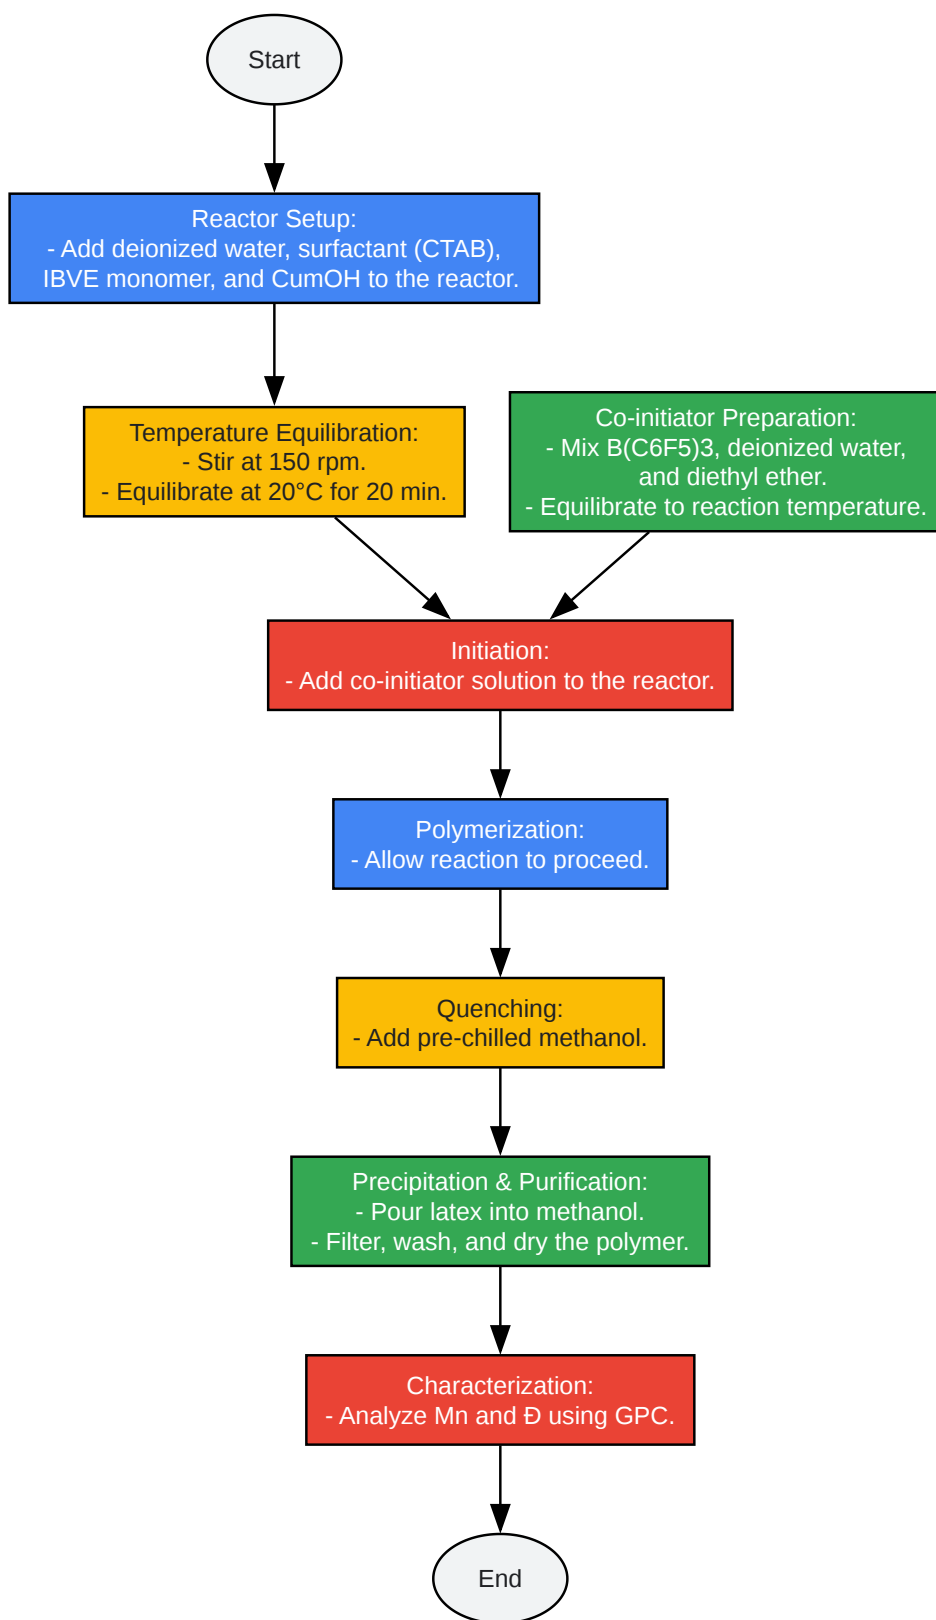 Start
Reactor Setup:
- Add deionized water, surfactant (CTAB),
IBVE monomer, and CumOH to the reactor.
Temperature Equilibration:
- Stir at 150 rpm.
- Equilibrate at 20°C for 20 min.
Co-initiator Preparation:
- Mix B(C6F5)3, deionized water,
and diethyl ether.
- Equilibrate to reaction temperature.
Initiation:
- Add co-initiator solution to the reactor.
Polymerization:
- Allow reaction to proceed.
Quenching:
- Add pre-chilled methanol.
Precipitation & Purification:
- Pour latex into methanol.
- Filter, wash, and dry the polymer.
Characterization:
- Analyze Mn and Đ using GPC.
End